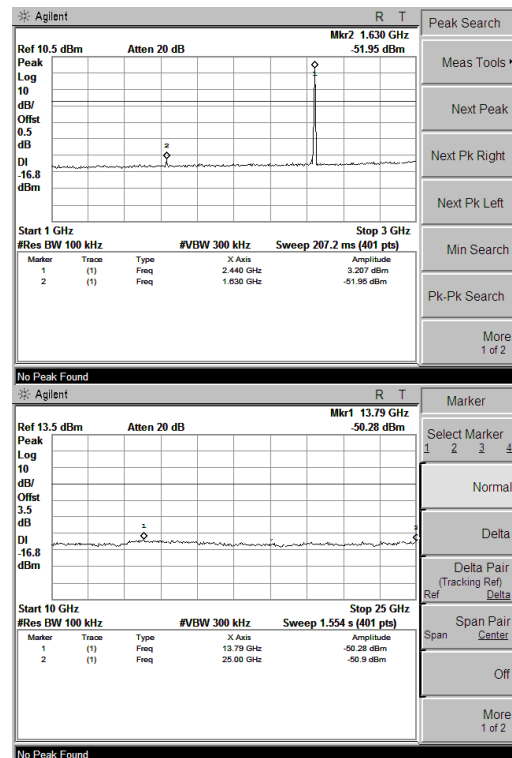 Agilent R T
Mkr2 1.630 GHz
Ref 10.5 dBm Atten 20 dB -51.95 dBm
Peak
Log
10
dB/
Offst
0.5
dB
DI
-16.8
dBm
1
2
Start 1 GHz Stop 3 GHz
#Res BW 100 kHz #VBW 300 kHz Sweep 207.2 ms (401 pts)
Marker Trace Type X Axis Amplitude
1 (1) Freq 2.440 GHz 3.207 dBm
2 (1) Freq 1.630 GHz -51.95 dBm
No Peak Found
Peak Search
Meas Tools
Next Peak
Next Pk Right
Next Pk Left
Min Search
Pk-Pk Search
More
1 of 2
Agilent R T
Mkr1 13.79 GHz
Ref 13.5 dBm Atten 20 dB -50.28 dBm
Peak
Log
10
dB/
Offst
3.5
dB
DI
-16.8
dBm
1
2
Start 10 GHz Stop 25 GHz
#Res BW 100 kHz #VBW 300 kHz Sweep 1.554 s (401 pts)
Marker Trace Type X Axis Amplitude
1 (1) Freq 13.79 GHz -50.28 dBm
2 (1) Freq 25.00 GHz -50.9 dBm
No Peak Found
Marker
Select Marker
1 2 3 4
Normal
Delta
Delta Pair
(Tracking Ref)
Ref Delta
Span Pair
Span Center
Off
More
1 of 2